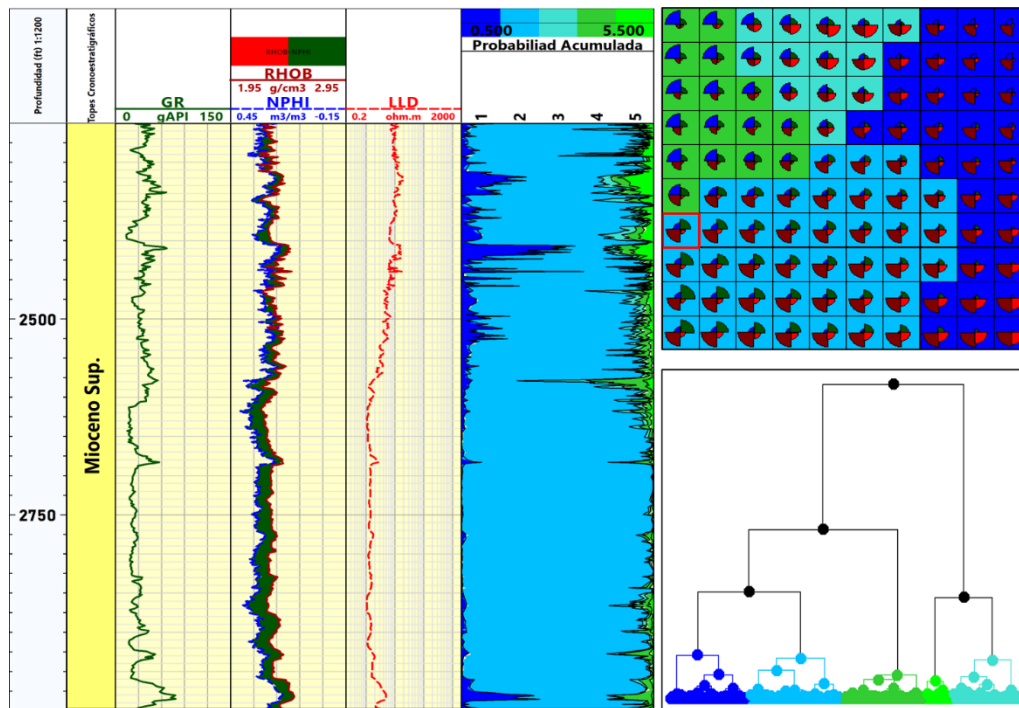 Profundidad (ft) 1:1200
Topes Cronoestratigráficos
GR
0 gAPI 150
RHOB-NPHI
RHOB
1.95 g/cm3 2.95
NPHI
0.45 m3/m3 -0.15
LLD
0.2 ohm.m 2000
0.500 5.500
Probabiliad Acumulada
1 2 3 4 5
2500
Mioceno Sup.
2750